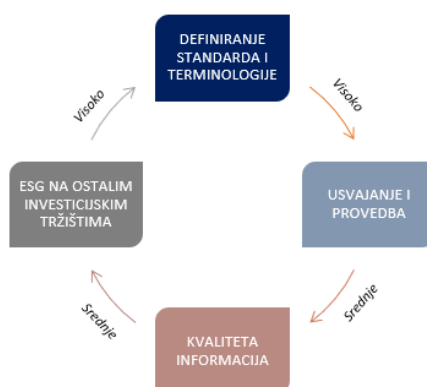 DEFINIRANJE
STANDARDA I
TERMINOLOGIJE
Visoko
USVAJANJE I
PROVEDBA
Srednje
KVALITETA
INFORMACIJA
Srednje
ESG NA OSTALIM
INVESTICIJSKIM
TRŽIŠTIMA
Visoko